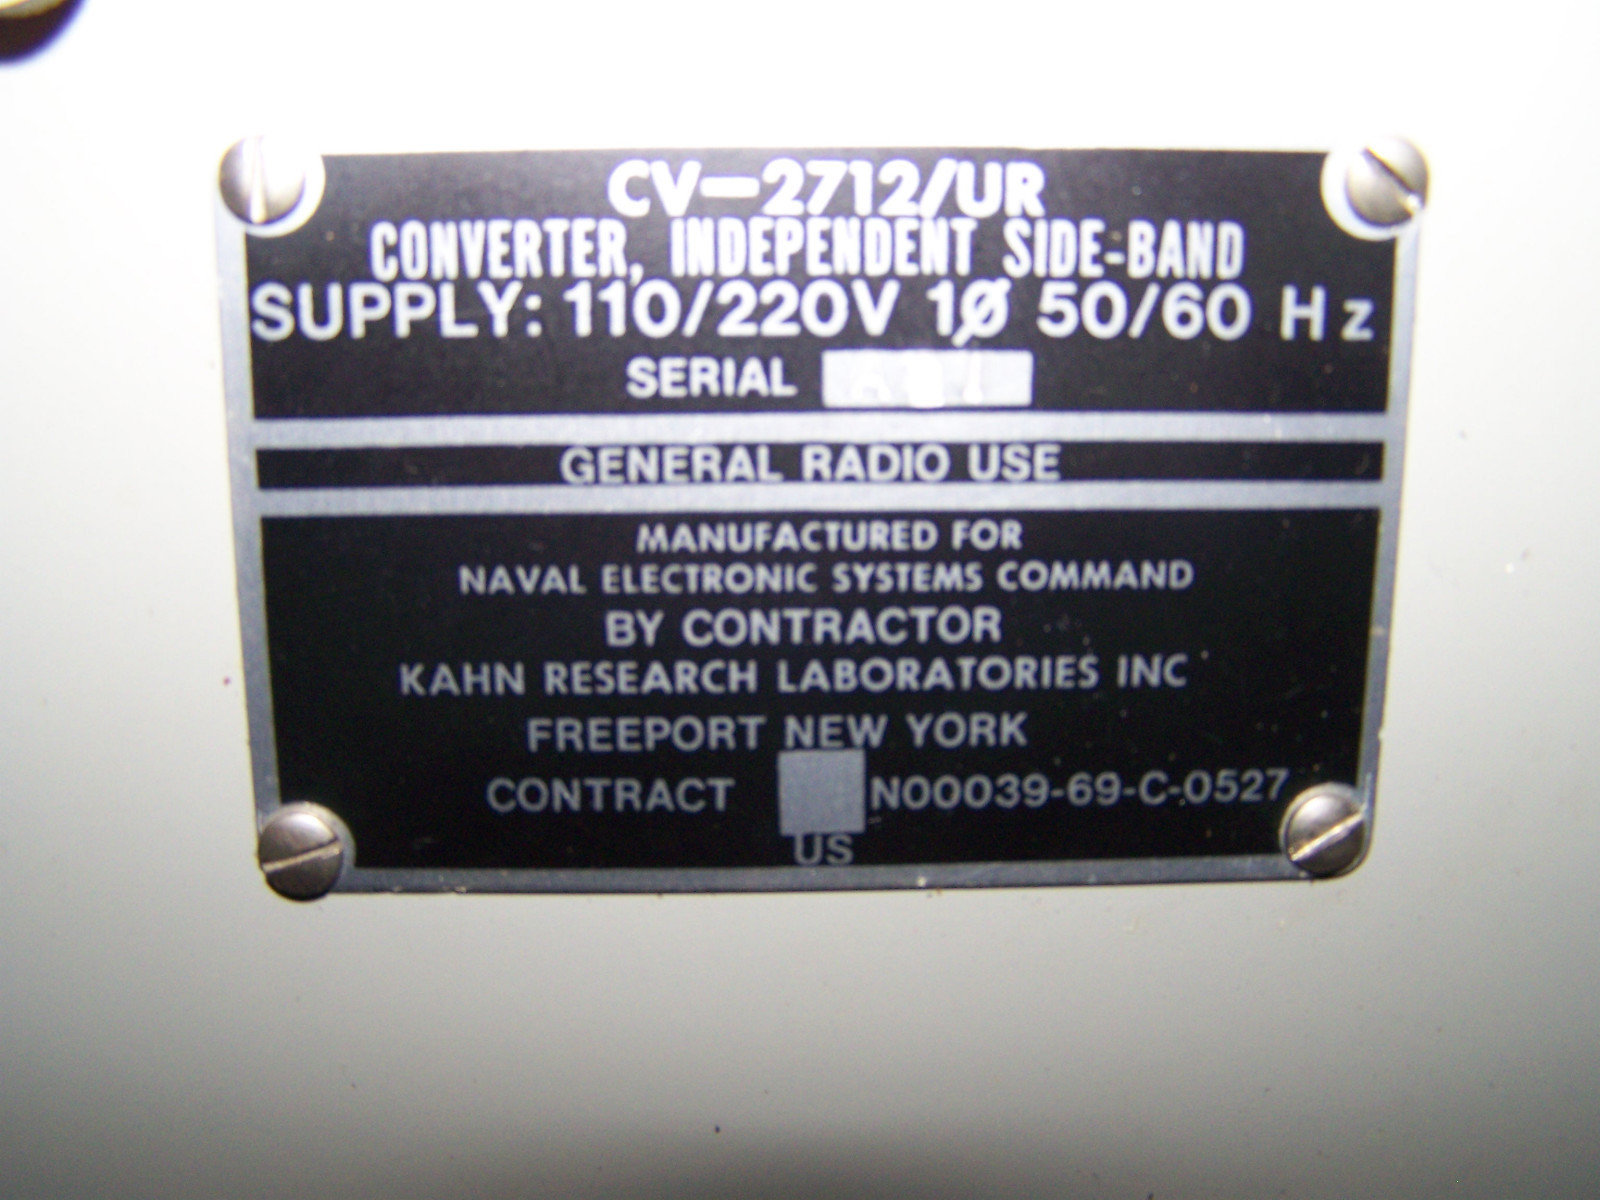 CV-2712/UR
CONVERTER, INDEPENDENT SIDE-BAND
SUPPLY: 110/220V 1Ø 50/60 Hz
SERIAL
GENERAL RADIO USE
MANUFACTURED FOR
NAVAL ELECTRONIC SYSTEMS COMMAND
BY CONTRACTOR
KAHN RESEARCH LABORATORIES INC
FREEPORT NEW YORK
CONTRACT N00039-69-C-0527
US